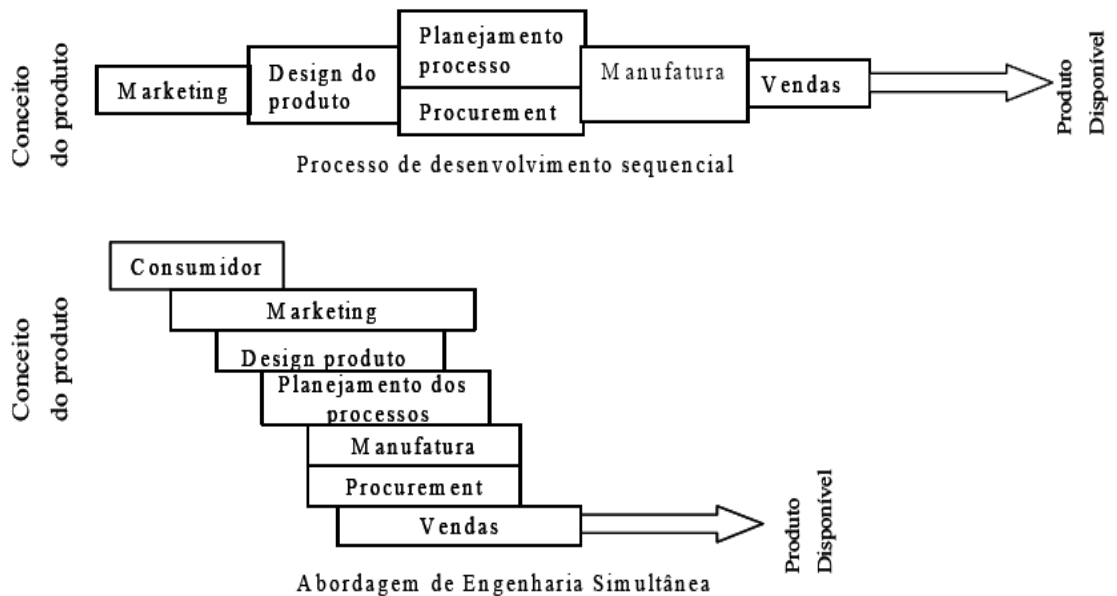 Conceito
do produto
Marketing
Design do
produto
Planejamento
processo
Procurement
Manufatura
Vendas
Produto
Disponível
Processo de desenvolvimento sequencial
Conceito
do produto
Consumidor
Marketing
Design produto
Planejamento dos
processos
Manufatura
Procurement
Vendas
Produto
Disponível
Abordagem de Engenharia Simultânea